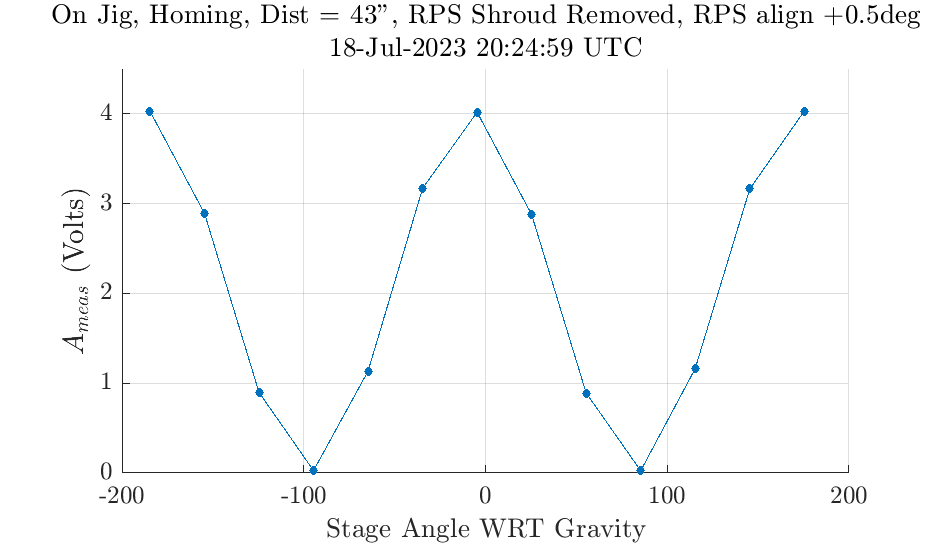 On Jig, Homing, Dist = 43”, RPS Shroud Removed, RPS align +0.5deg
18-Jul-2023 20:24:59 UTC
4
3
2
1
0
A_meas (Volts)
-200 -100 0 100 200
Stage Angle WRT Gravity